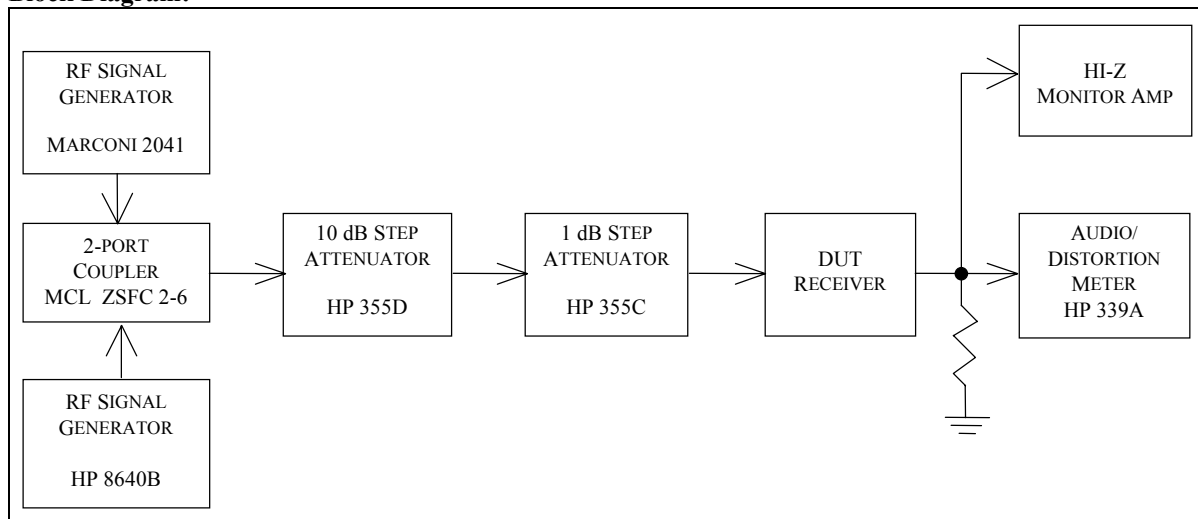 RF SIGNAL
GENERATOR
MARCONI 2041
2-PORT
COUPLER
MCL ZSFC 2-6
RF SIGNAL
GENERATOR
HP 8640B
10 dB STEP
ATTENUATOR
HP 355D
1 dB STEP
ATTENUATOR
HP 355C
DUT
RECEIVER
HI-Z
MONITOR AMP
AUDIO/
DISTORTION
METER
HP 339A